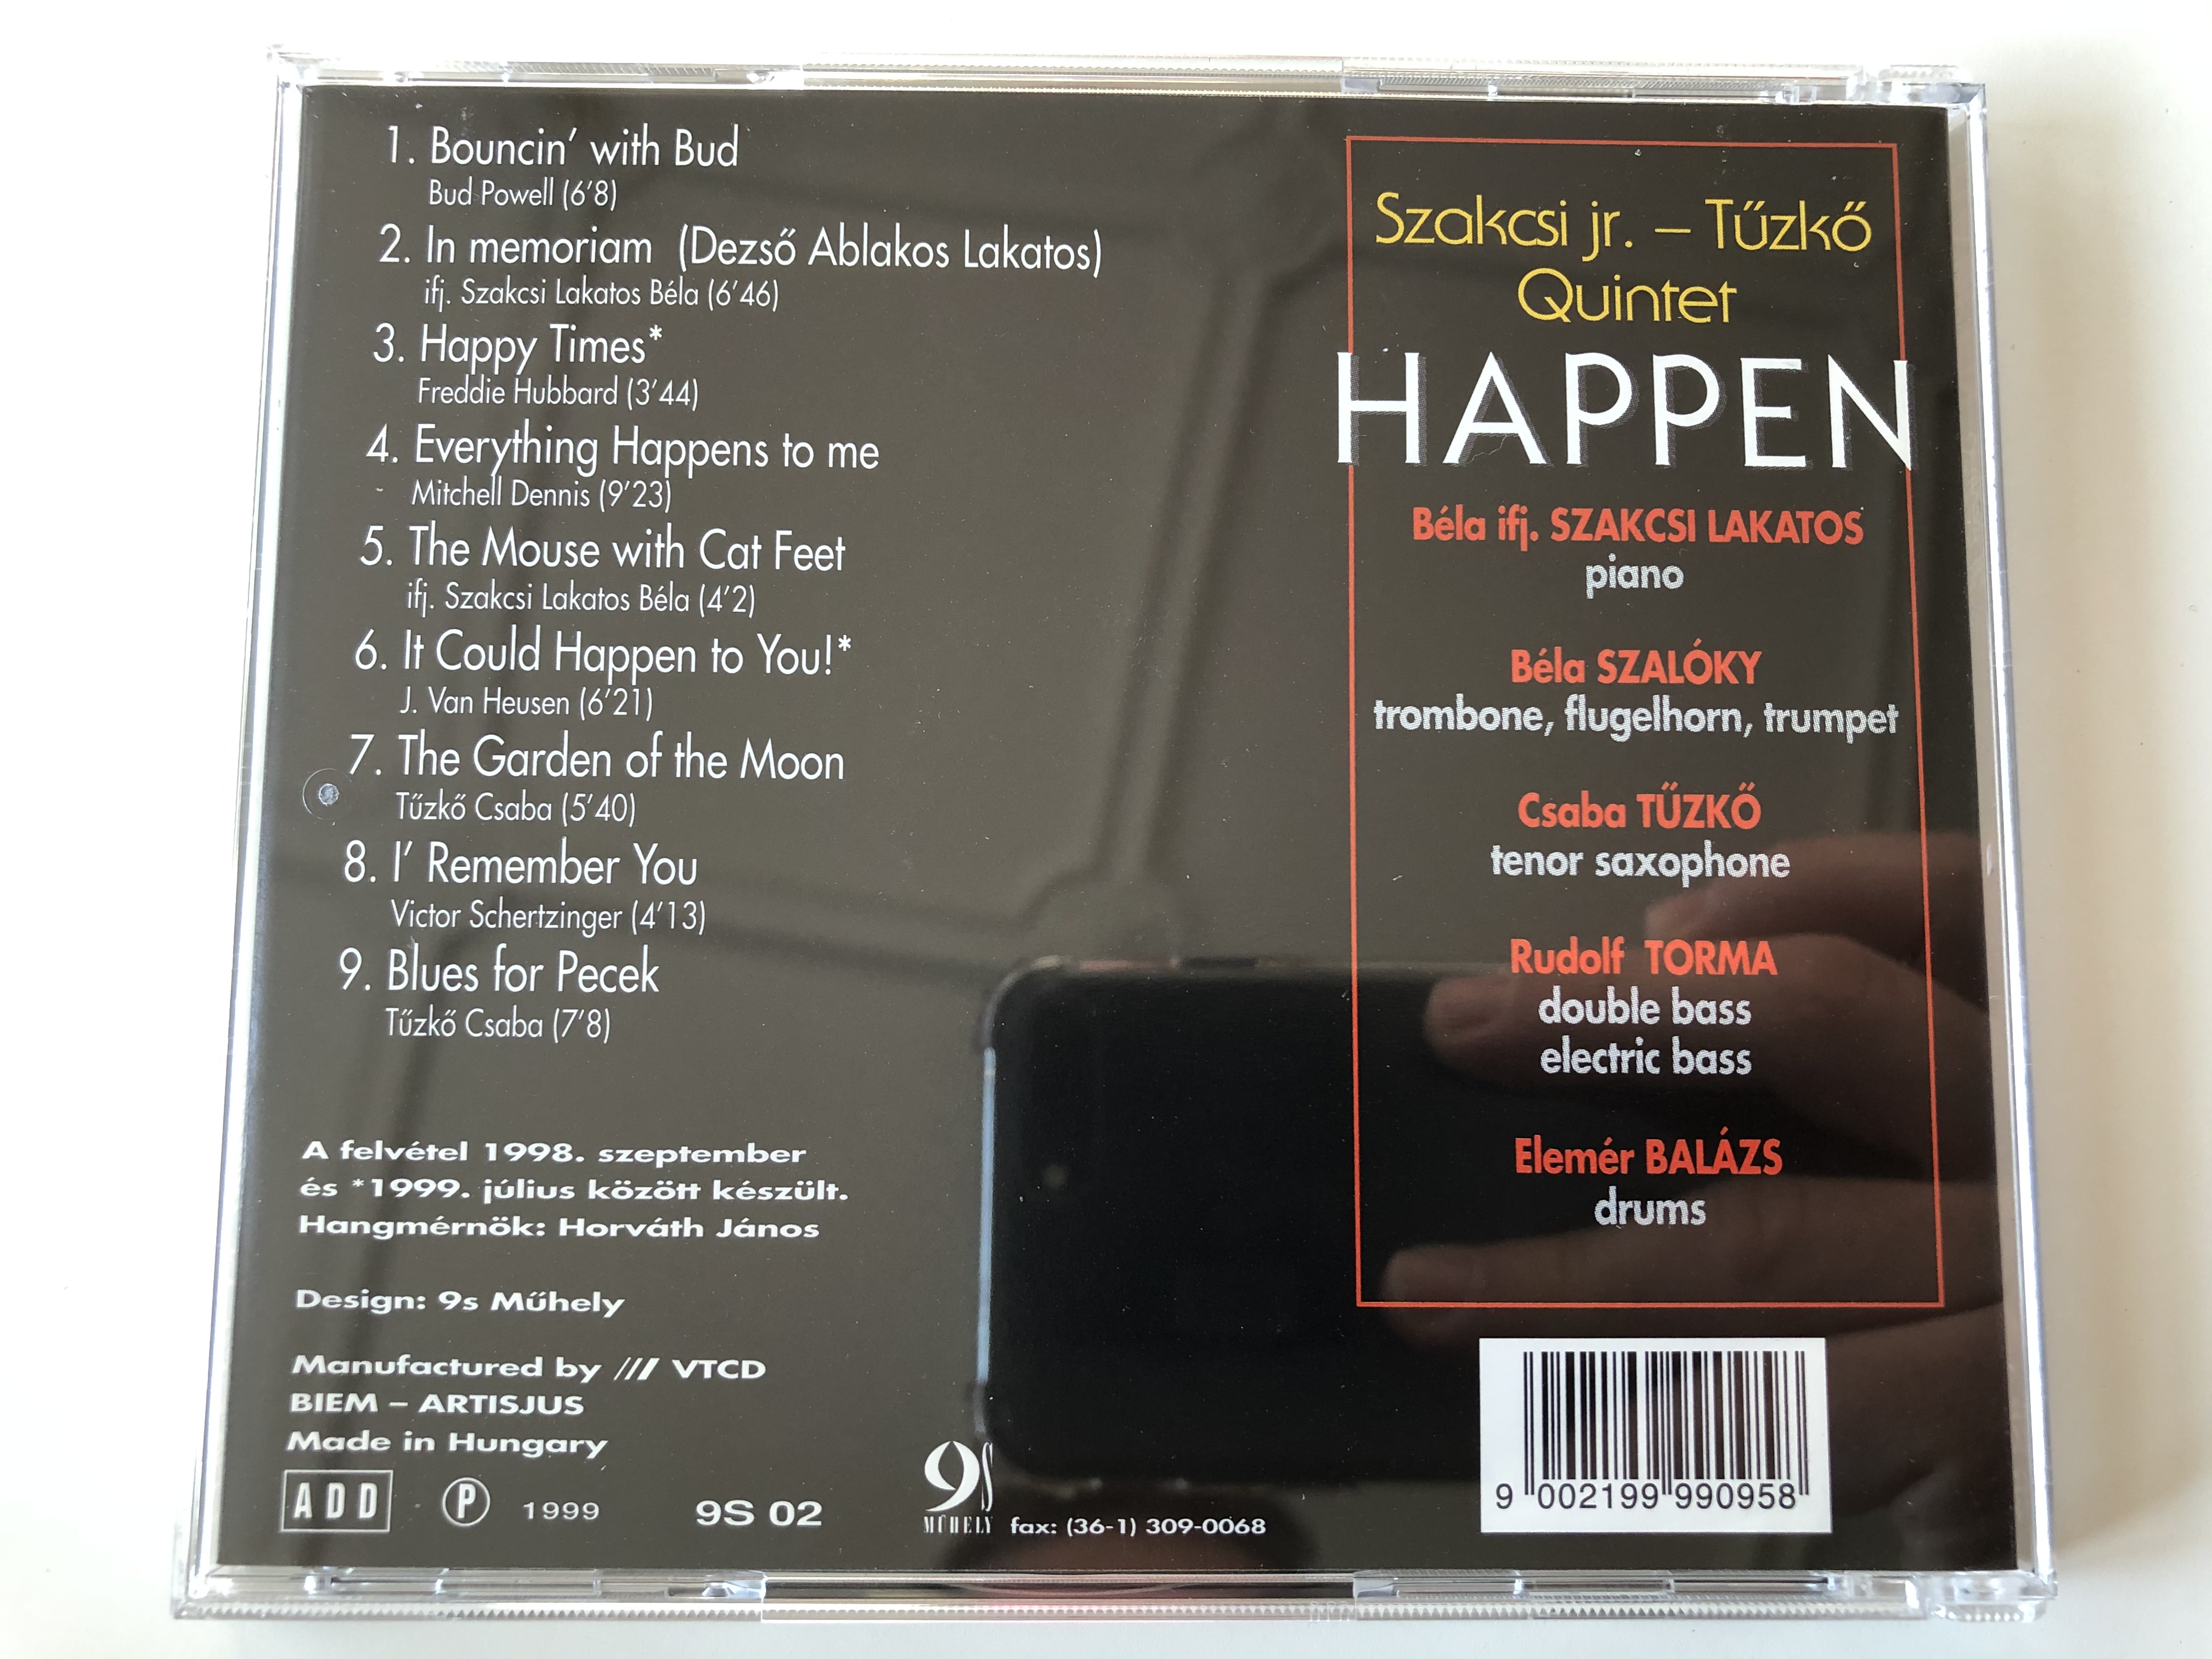 1. Bouncin' with Bud
Bud Powell (6'8)
2. In memoriam (Dezső Ablakos Lakatos)
ifj. Szakcsi Lakatos Béla (6'46)
3. Happy Times*
Freddie Hubbard (3'44)
4. Everything Happens to me
Mitchell Dennis (9'23)
5. The Mouse with Cat Feet
ifj. Szakcsi Lakatos Béla (4'2)
6. It Could Happen to You!*
J. Van Heusen (6'21)
7. The Garden of the Moon
Tűzkő Csaba (5'40)
8. I' Remember You
Victor Schertzinger (4'13)
9. Blues for Pecek
Tűzkő Csaba (7'8)
A felvétel 1998. szeptember
és *1999. július között készült.
Hangmérnök: Horváth János
Design: 9s Műhely
Manufactured by /// VTCD
BIEM – ARTISJUS
Made in Hungary
ADD
P 1999
9S 02
9S
MŰHELY
fax: (36-1) 309-0068
Szakcsi jr. – Tűzkő
Quintet
HAPPEN
Béla ifj. SZAKCSI LAKATOS
piano
Béla SZALÓKY
trombone, flugelhorn, trumpet
Csaba TŰZKŐ
tenor saxophone
Rudolf TORMA
double bass
electric bass
Elemér BALÁZS
drums
9 002199 990958